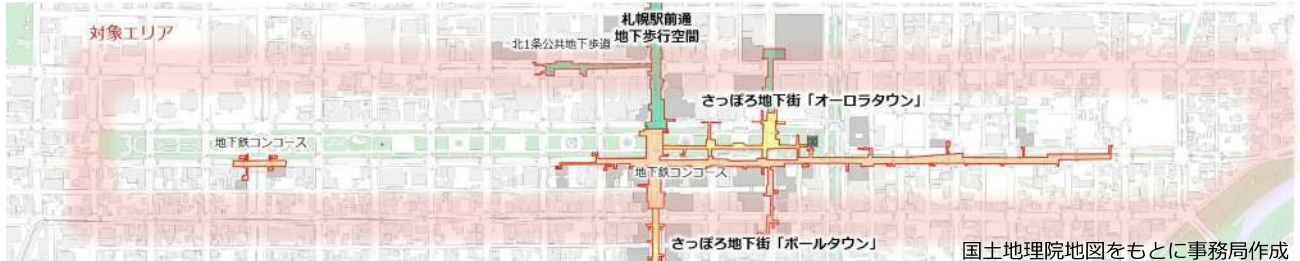 対象エリア
札幌駅前通
地下歩行空間
北1条公共地下歩道
さっぽろ地下街「オーロラタウン」
地下鉄コンコース
地下鉄コンコース
さっぽろ地下街「ポールタウン」
国土地理院地図をもとに事務局作成